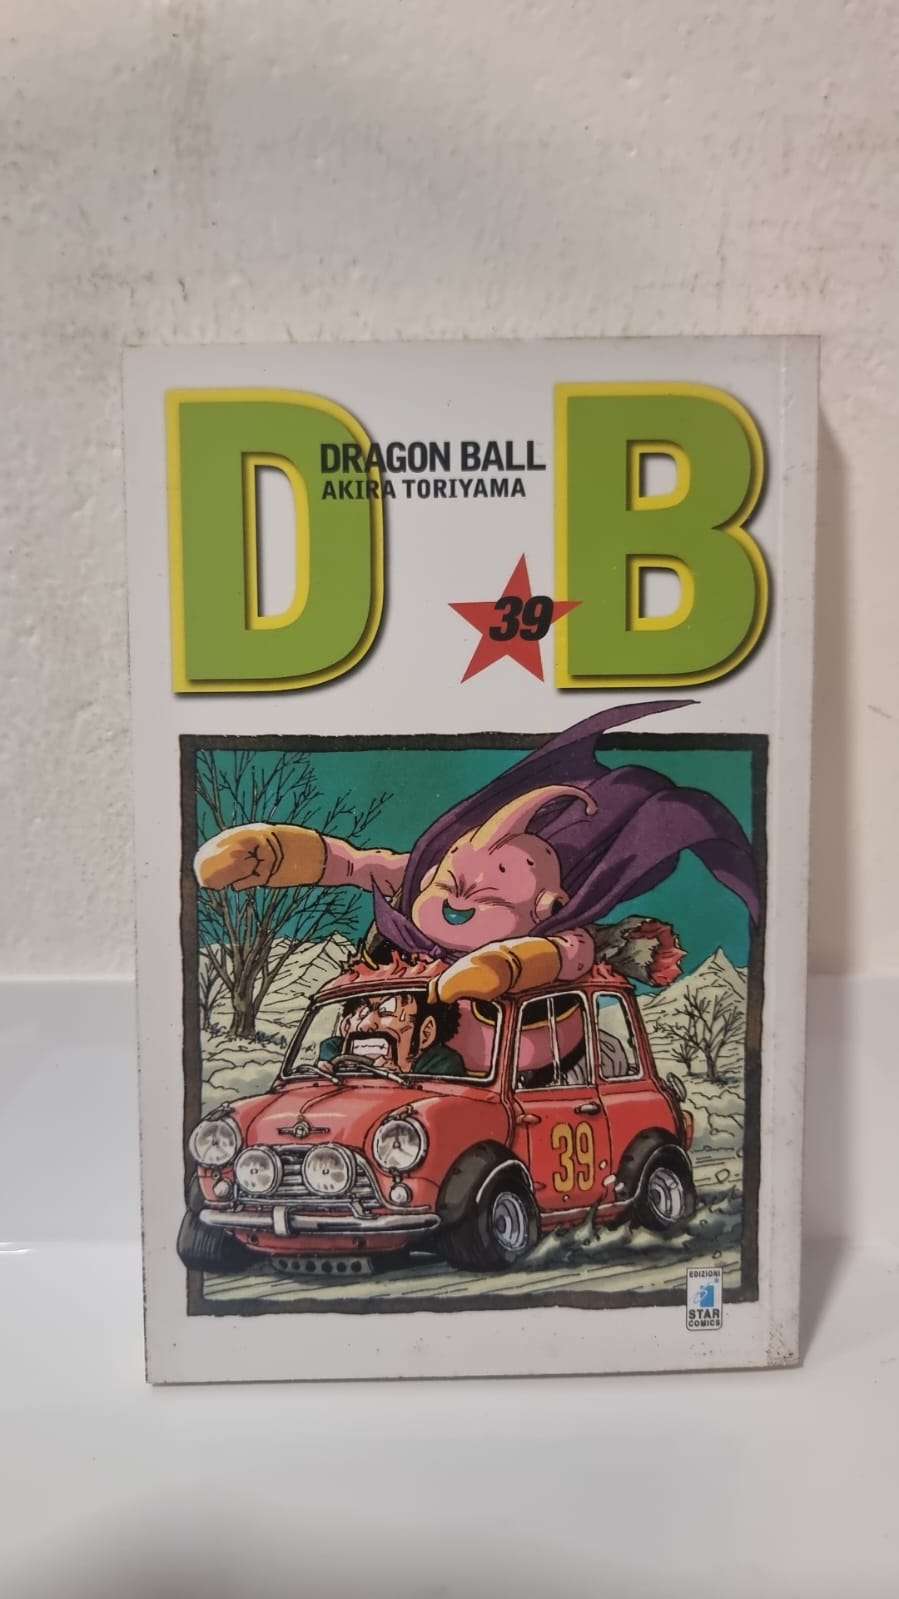 D B
DRAGON BALL
AKIRA TORIYAMA
39
39
EDIZIONI
STAR
COMICS